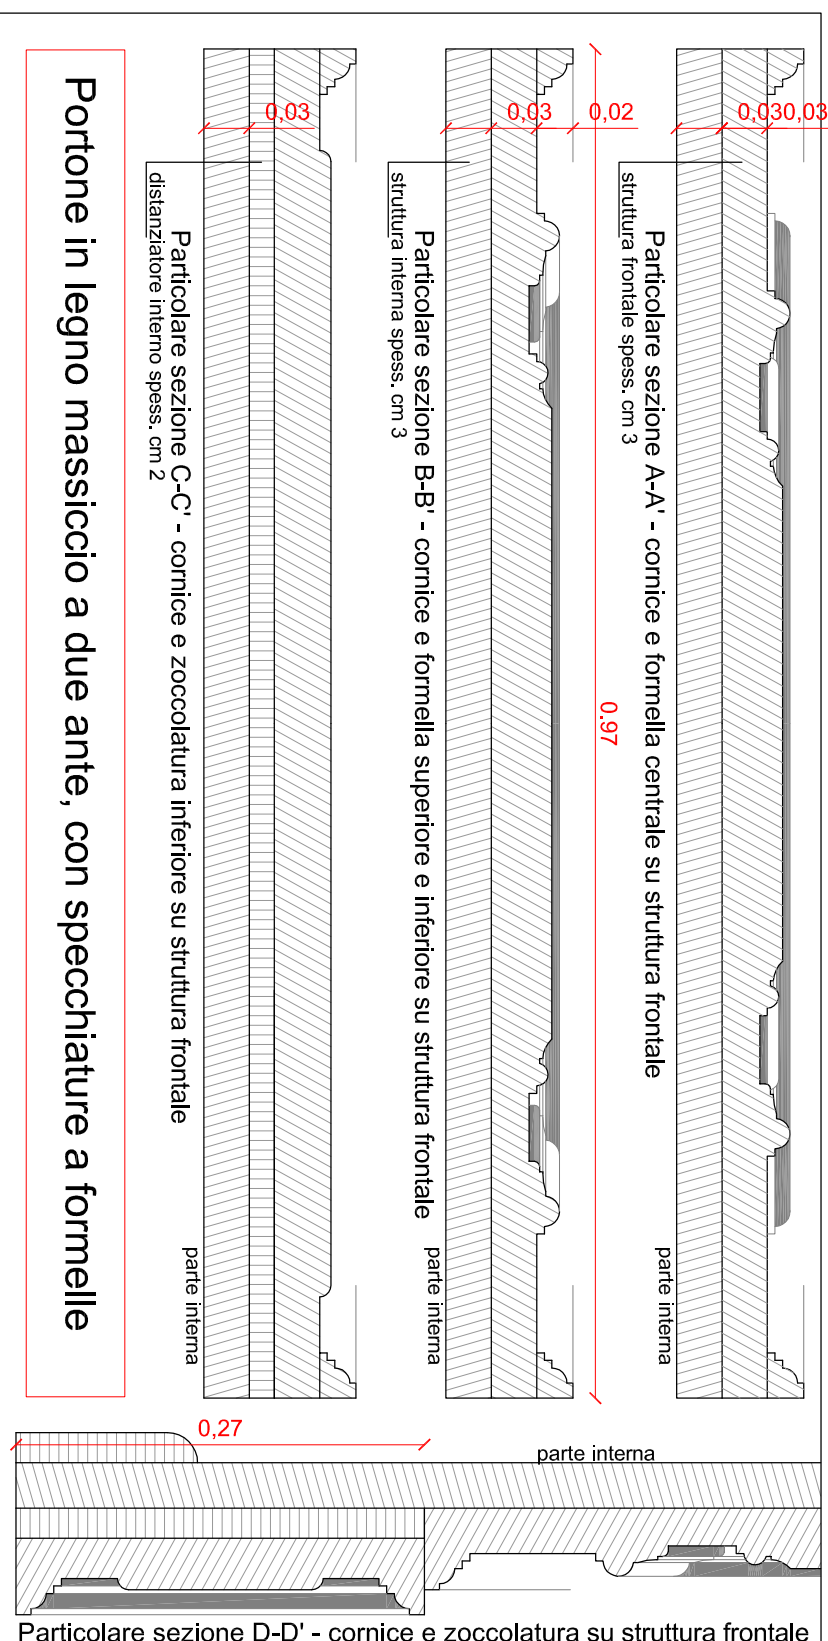 0,03 0,03
struttura frontale spess. cm 3
Particolare sezione A-A' - cornice e formella centrale su struttura frontale
parte interna
0.97
0,03 0,02
struttura interna spess. cm 3
Particolare sezione B-B' - cornice e formella superiore e inferiore su struttura frontale
parte interna
0,03
distanziatore interno spess. cm 2
Particolare sezione C-C' - cornice e zoccolatura inferiore su struttura frontale
parte interna
Portone in legno massiccio a due ante, con specchiature a formelle
0,27
parte interna
Particolare sezione D-D' - cornice e zoccolatura su struttura frontale